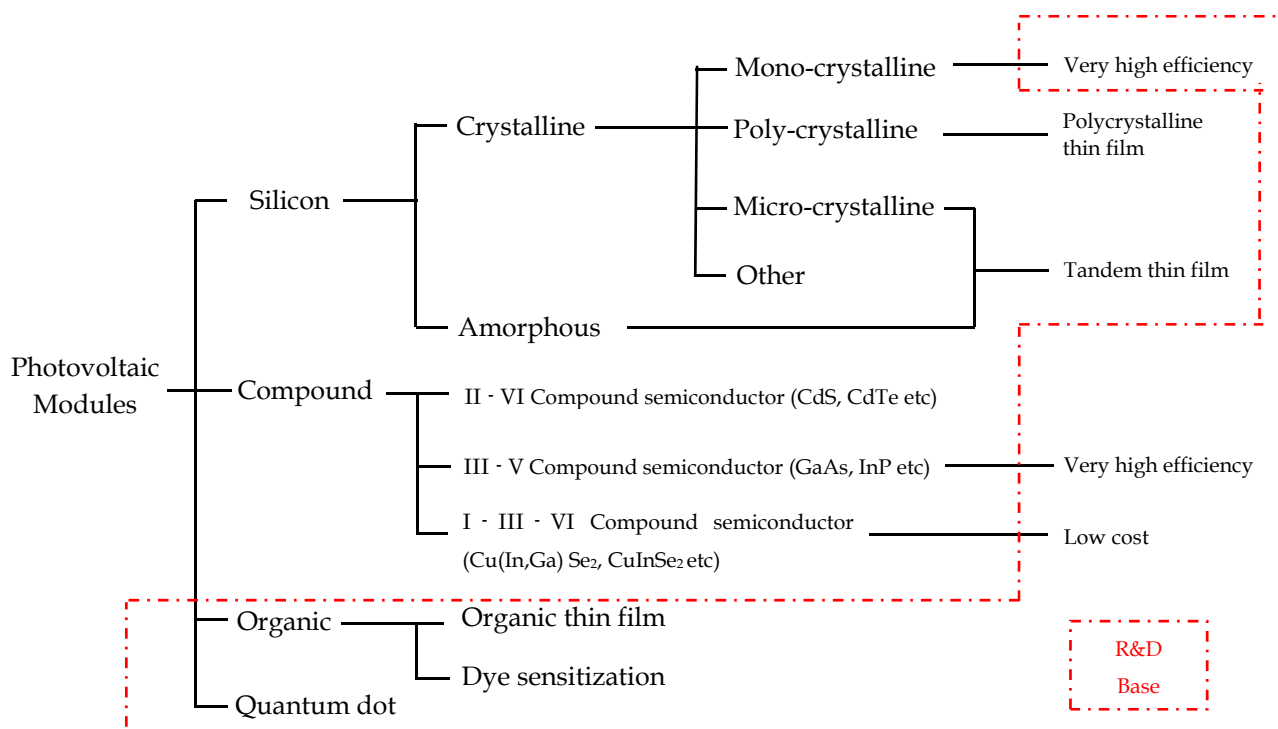 Mono-crystalline
Very high efficiency
Crystalline
Poly-crystalline
Polycrystalline
thin film
Silicon
Micro-crystalline
Other
Tandem thin film
Amorphous
Photovoltaic
Modules
Compound
II - VI Compound semiconductor (CdS, CdTe etc)
III - V Compound semiconductor (GaAs, InP etc)
Very high efficiency
I - III - VI Compound semiconductor
(Cu(In,Ga) Se₂, CuInSe₂ etc)
Low cost
Organic
Organic thin film
Dye sensitization
Quantum dot
R&D
Base